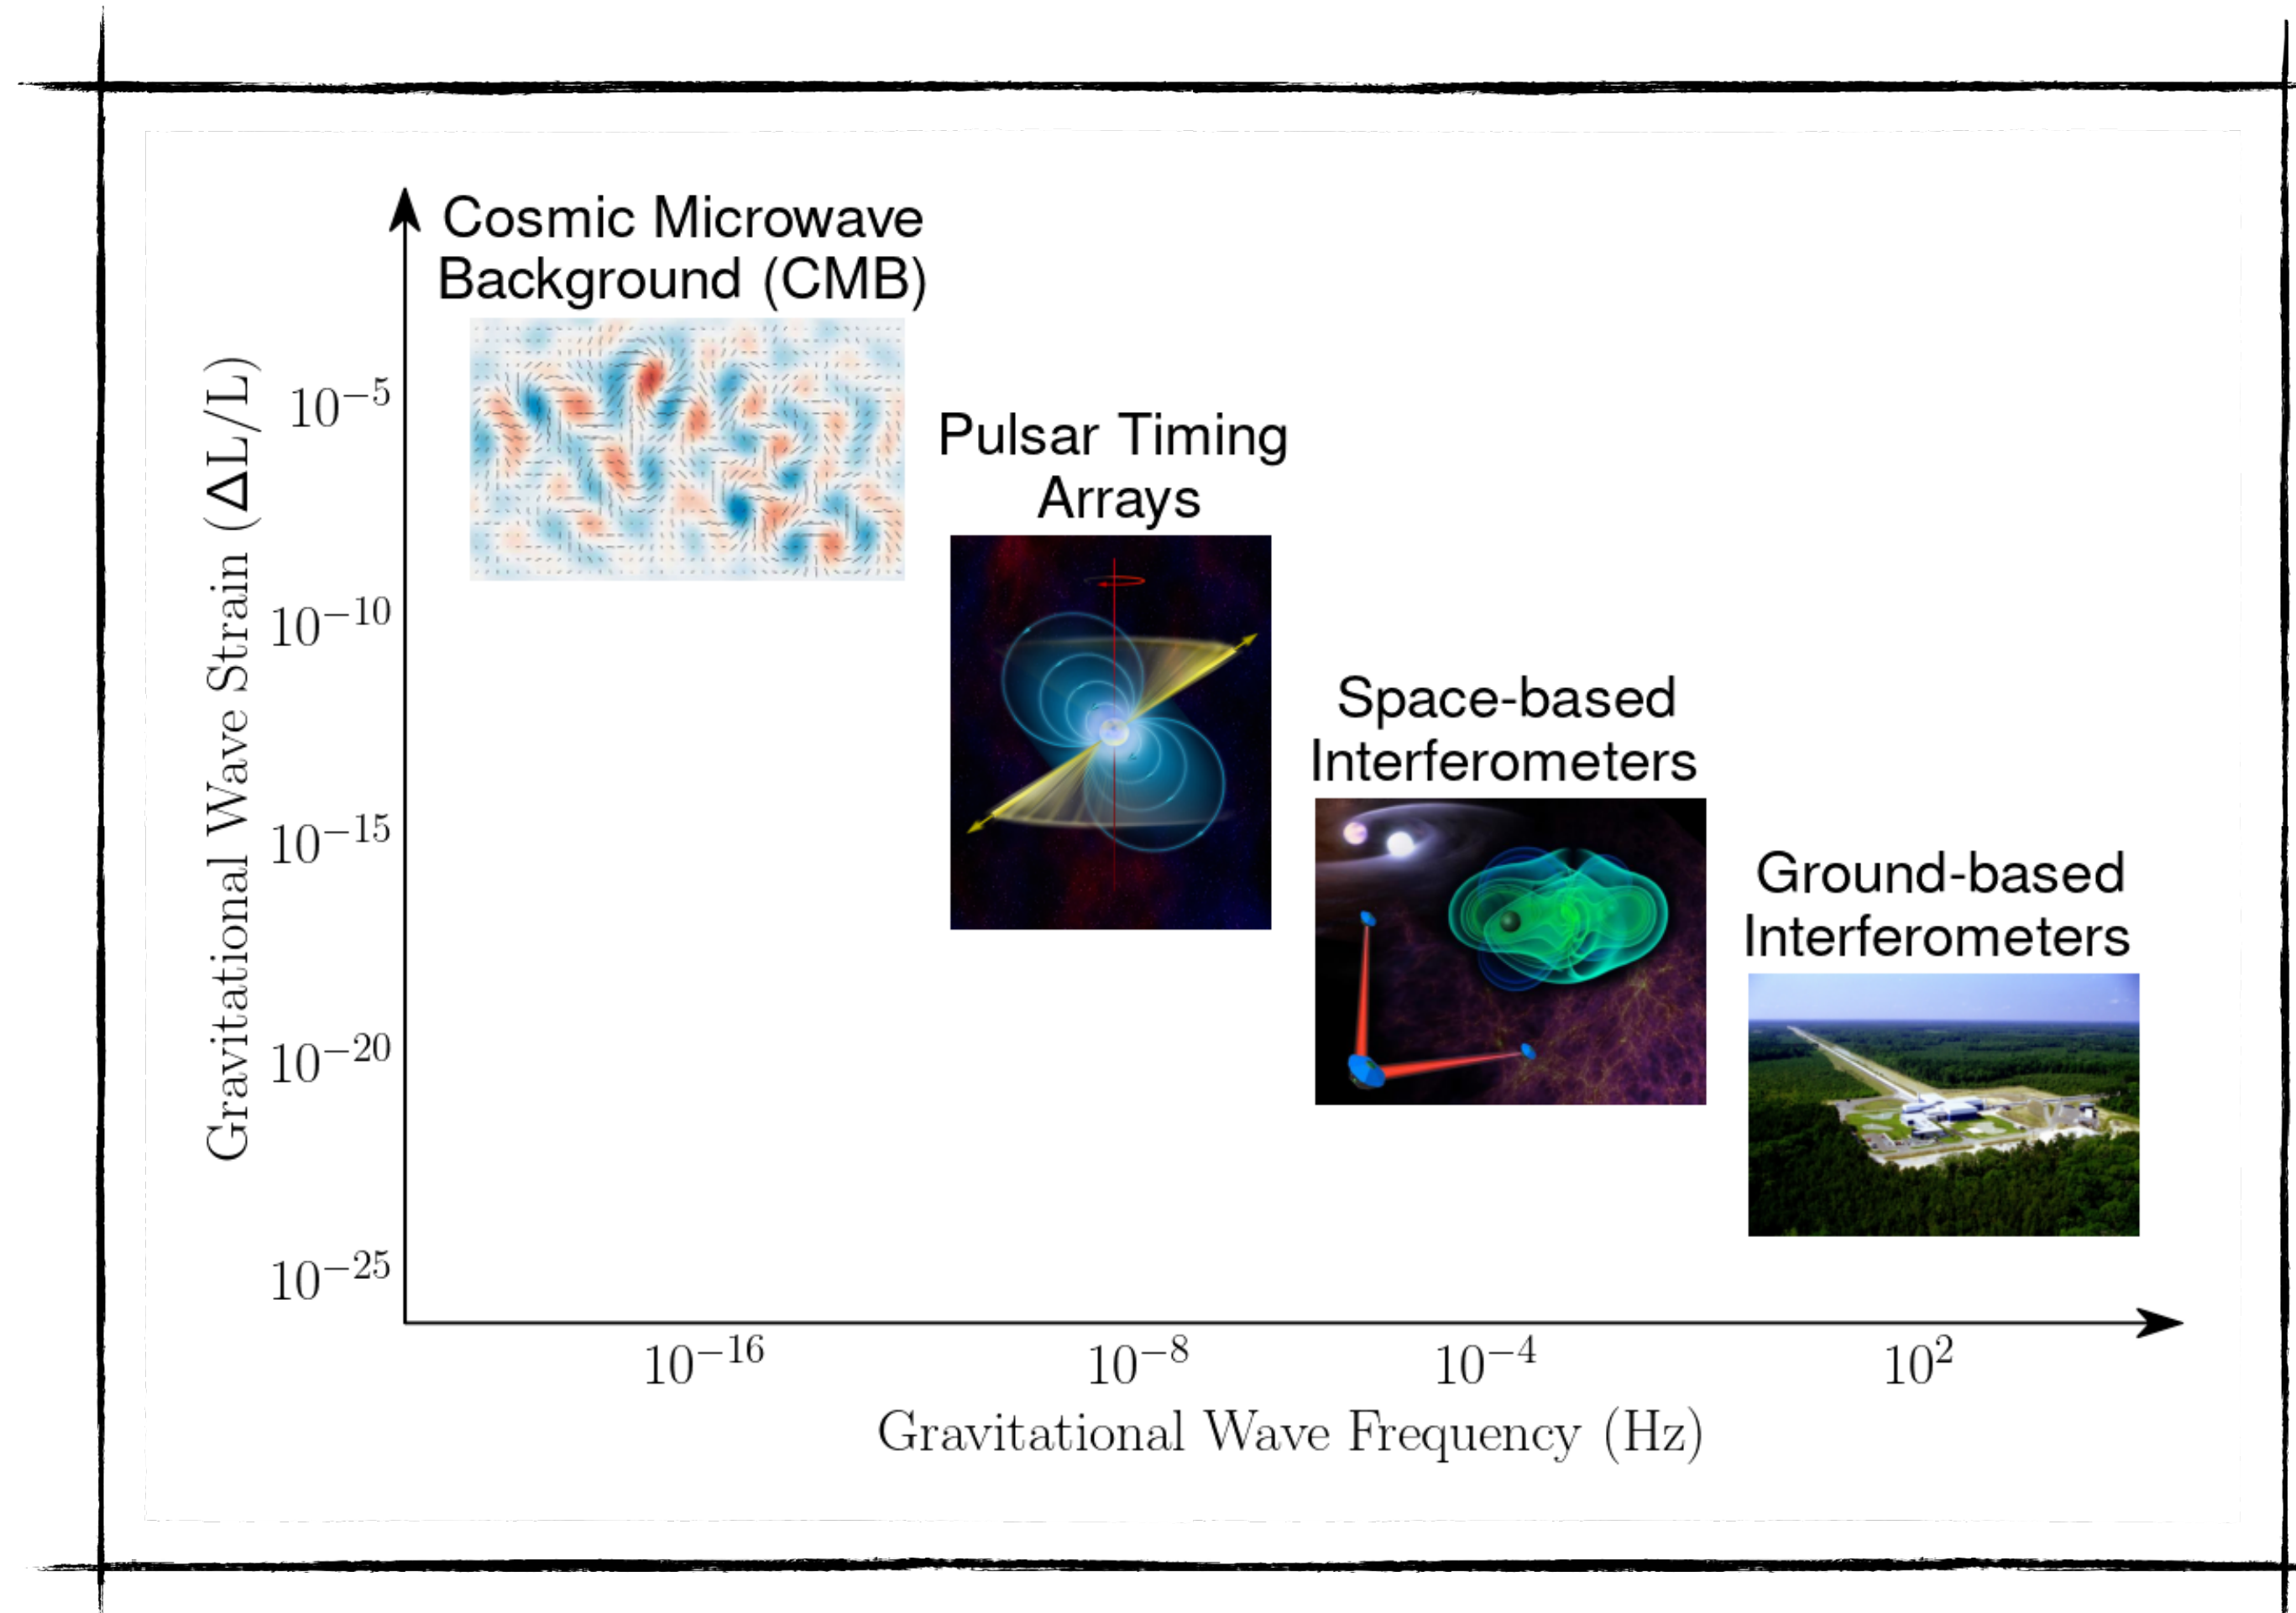 Cosmic Microwave
Background (CMB)
Pulsar Timing
Arrays
Space-based
Interferometers
Ground-based
Interferometers
Gravitational Wave Strain (ΔL/L)
10⁻⁵
10⁻¹⁰
10⁻¹⁵
10⁻²⁰
10⁻²⁵
10⁻¹⁶ 10⁻⁸ 10⁻⁴ 10²
Gravitational Wave Frequency (Hz)